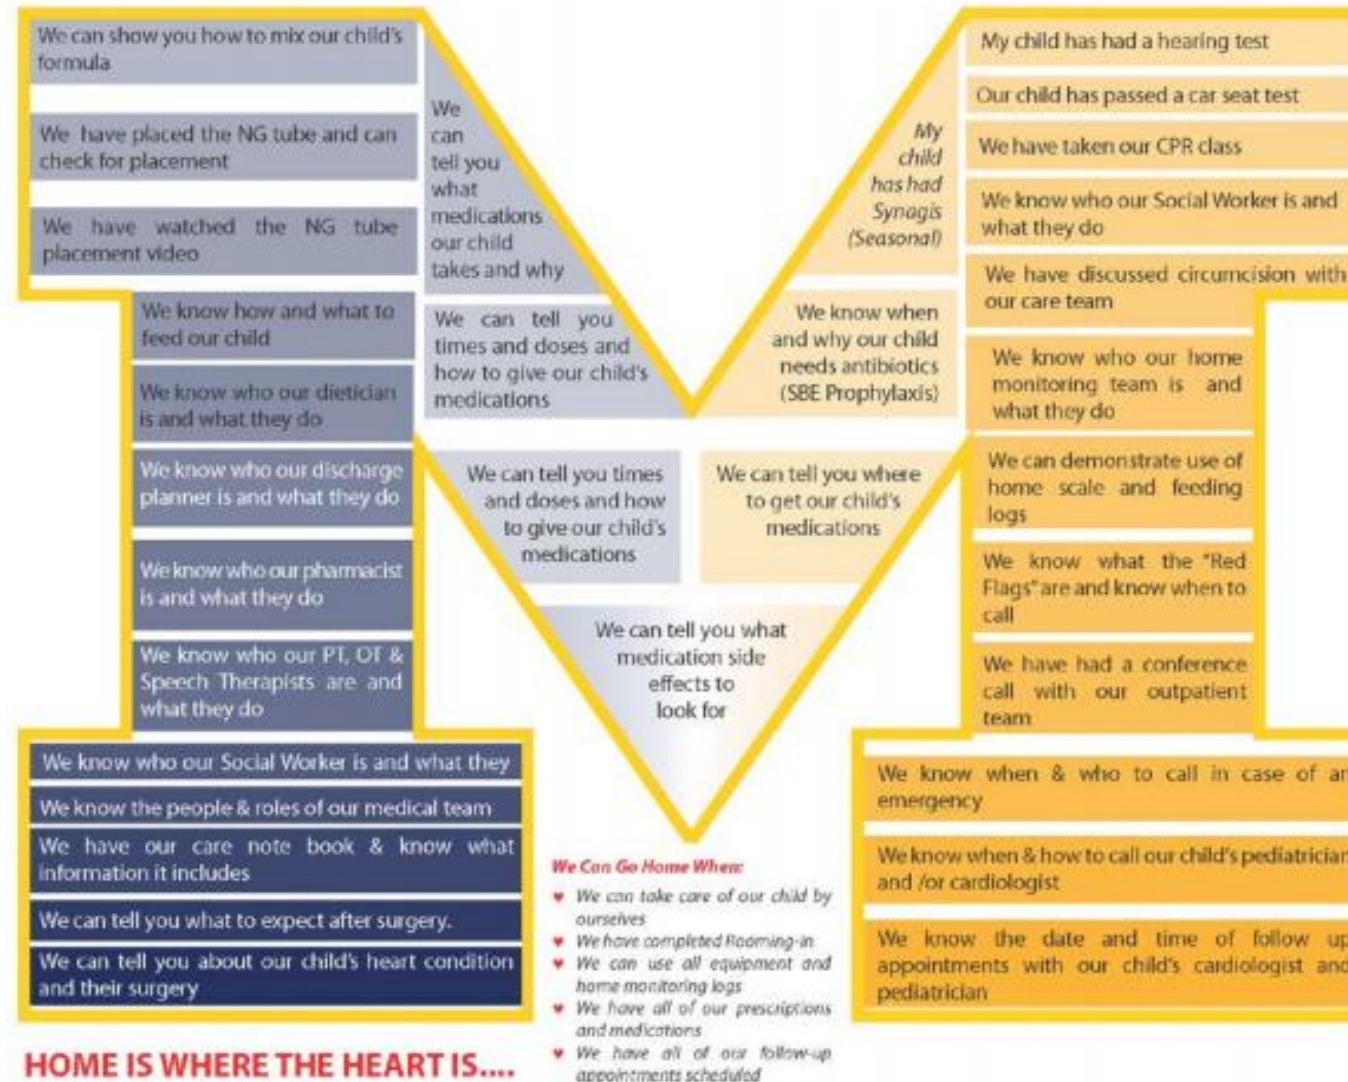 We can show you how to mix our child's
formula
We have placed the NG tube and can
check for placement
We have watched the NG tube
placement video
We know how and what to
feed our child
We know who our dietician
is and what they do
We know who our discharge
planner is and what they do
We know who our pharmacist
is and what they do
We know who our PT, OT &
Speech Therapists are and
what they do
We know who our Social Worker is and what they
We know the people & roles of our medical team
We have our care note book & know what
information it includes
We can tell you what to expect after surgery.
We can tell you about our child's heart condition
and their surgery
We
can
tell you
what
medications
our child
takes and why
We can tell you
times and doses and
how to give our child's
medications
We can tell you times
and doses and how
to give our child's
medications
We can tell you what
medication side
effects to
look for
We can tell you where
to get our child's
medications
We know when
and why our child
needs antibiotics
(SBE Prophylaxis)
My
child
has had
Synagis
(Seasonal)
My child has had a hearing test
Our child has passed a car seat test
We have taken our CPR class
We know who our Social Worker is and
what they do
We have discussed circumcision with
our care team
We know who our home
monitoring team is and
what they do
We can demonstrate use of
home scale and feeding
logs
We know what the "Red
Flags" are and know when to
call
We have had a conference
call with our outpatient
team
We know when & who to call in case of an
emergency
We know when & how to call our child's pediatrician
and /or cardiologist
We know the date and time of follow up
appointments with our child's cardiologist and
pediatrician
We Can Go Home When:
We can take care of our child by
ourselves
We have completed Rooming-in
We can use all equipment and
home monitoring logs
We have all of our prescriptions
and medications
We have all of our follow-up
appointments scheduled
HOME IS WHERE THE HEART IS....